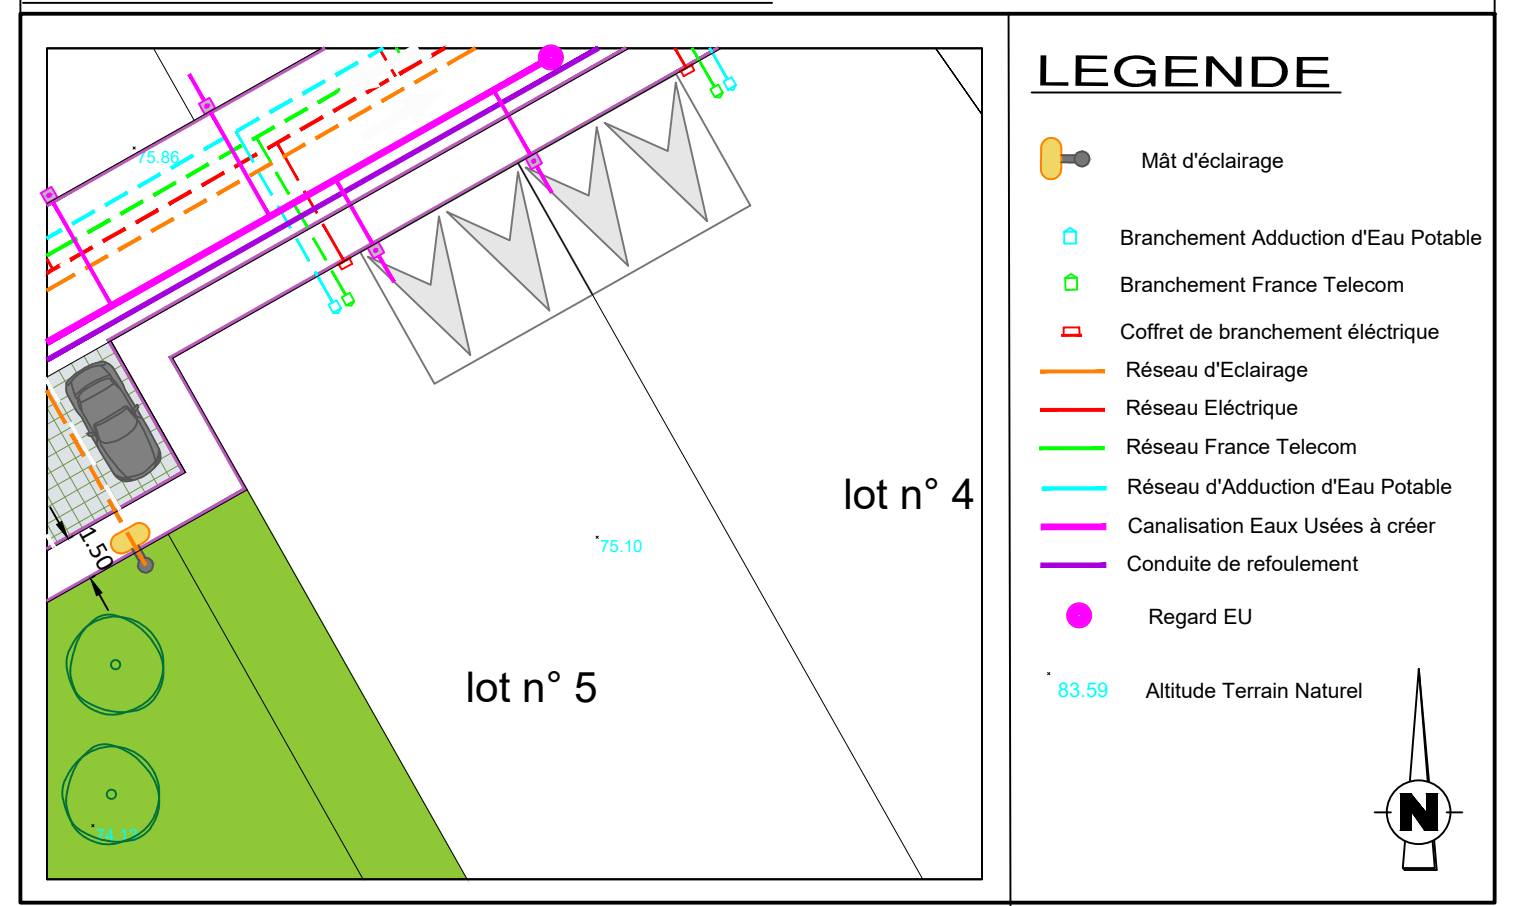 LEGENDE
75.86
Mât d'éclairage
Branchement Adduction d'Eau Potable
Branchement France Telecom
Coffret de branchement éléctrique
Réseau d'Eclairage
Réseau Eléctrique
Réseau France Telecom
lot n° 4
Réseau d'Adduction d'Eau Potable
Canalisation Eaux Usées à créer
1.50
75.10
Conduite de refoulement
Regard EU
lot n° 5
83.59 Altitude Terrain Naturel
N
74.13